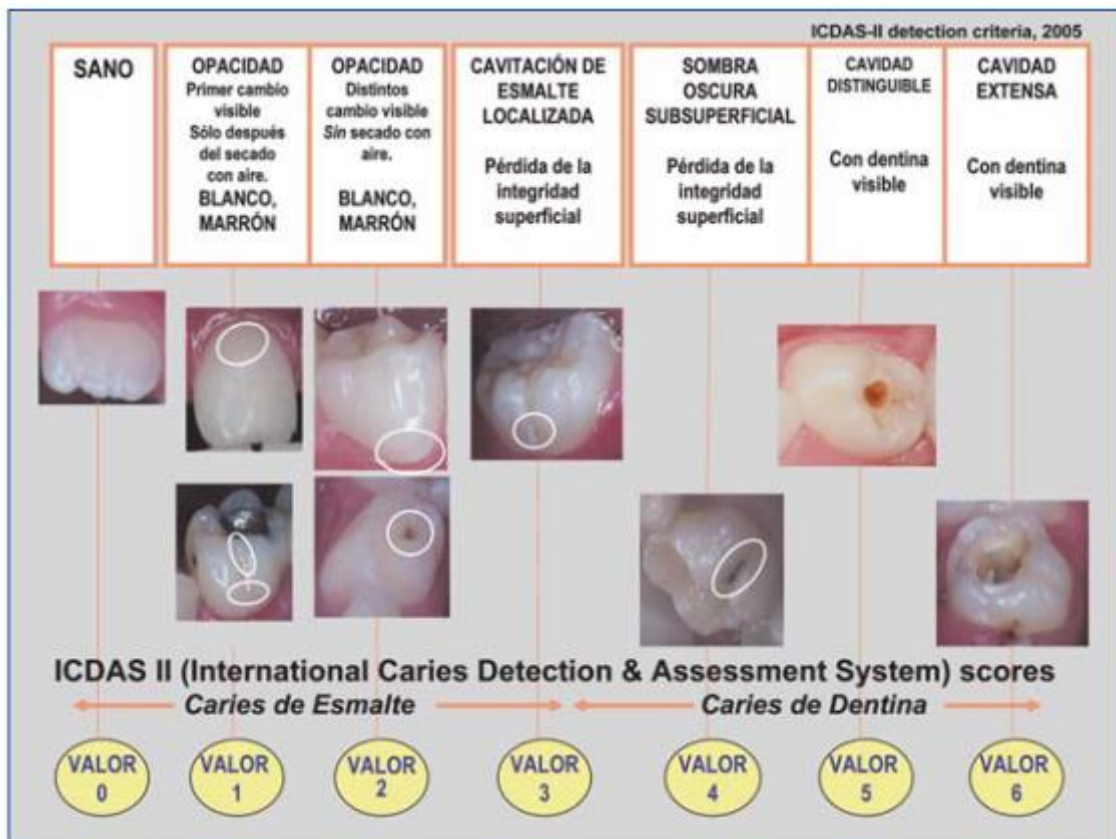 ICDAS-II detection criteria, 2005
SANO
OPACIDAD
Primer cambio
visible
Sólo después
del secado
con aire.
BLANCO,
MARRÓN
OPACIDAD
Distintos
cambio visible
Sin secado con
aire.
BLANCO,
MARRÓN
CAVITACIÓN DE
ESMALTE
LOCALIZADA
Pérdida de la
integridad
superficial
SOMBRA
OSCURA
SUBSUPERFICIAL
Pérdida de la
integridad
superficial
CAVIDAD
DISTINGUIBLE
Con dentina
visible
CAVIDAD
EXTENSA
Con dentina
visible
ICDAS II (International Caries Detection & Assessment System) scores
Caries de Esmalte
Caries de Dentina
VALOR
0
VALOR
1
VALOR
2
VALOR
3
VALOR
4
VALOR
5
VALOR
6